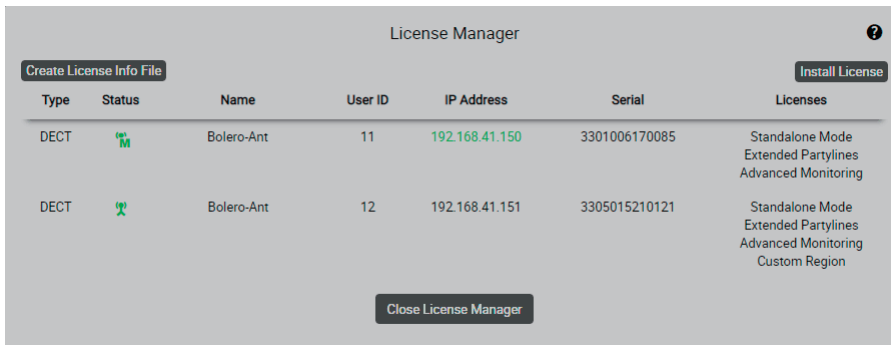 License Manager
?
Create License Info File
Install License
Type Status Name User ID IP Address Serial Licenses
DECT M Bolero-Ant 11 192.168.41.150 3301006170085 Standalone Mode
Extended Partylines
Advanced Monitoring
DECT Bolero-Ant 12 192.168.41.151 3305015210121 Standalone Mode
Extended Partylines
Advanced Monitoring
Custom Region
Close License Manager